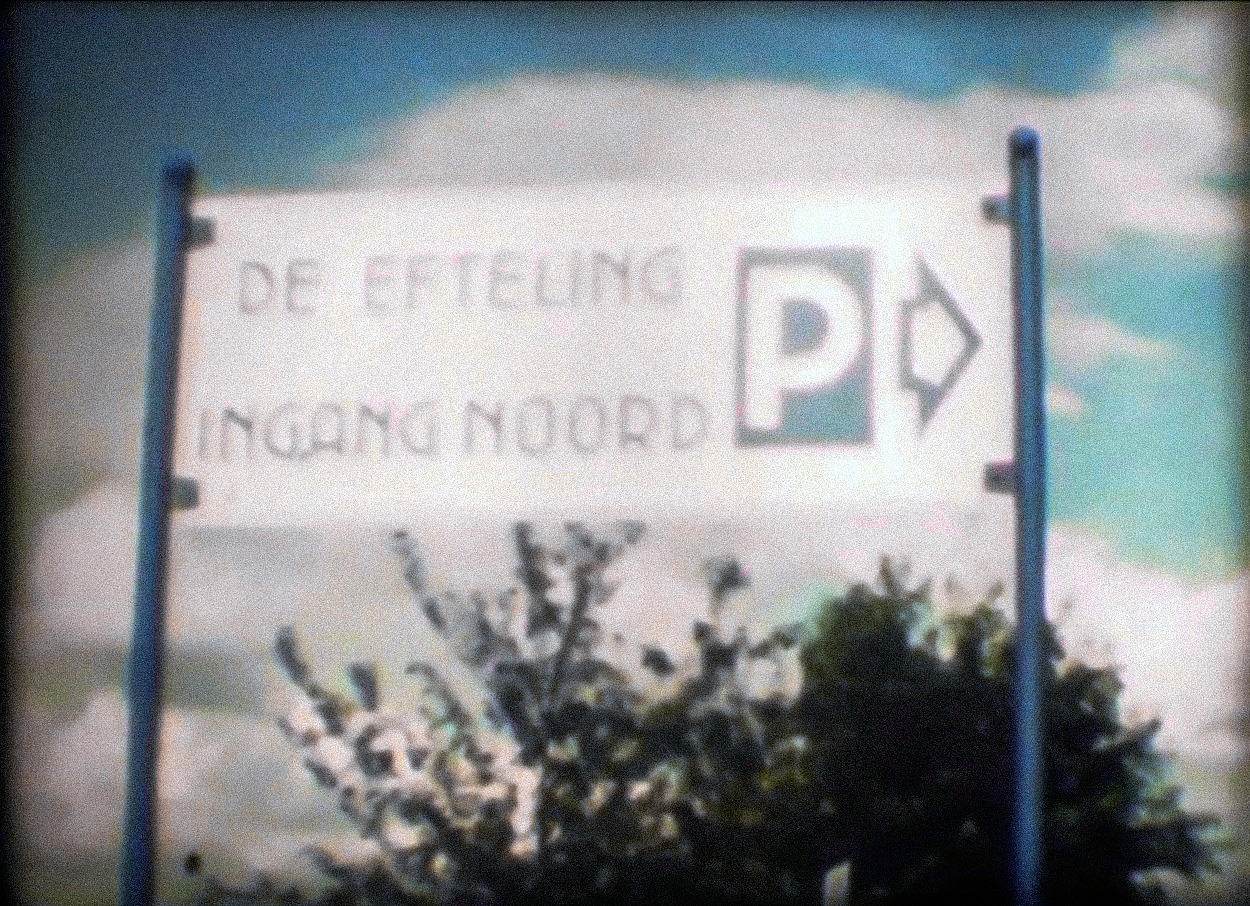 DE EFTELING
INGANG NOORD
P